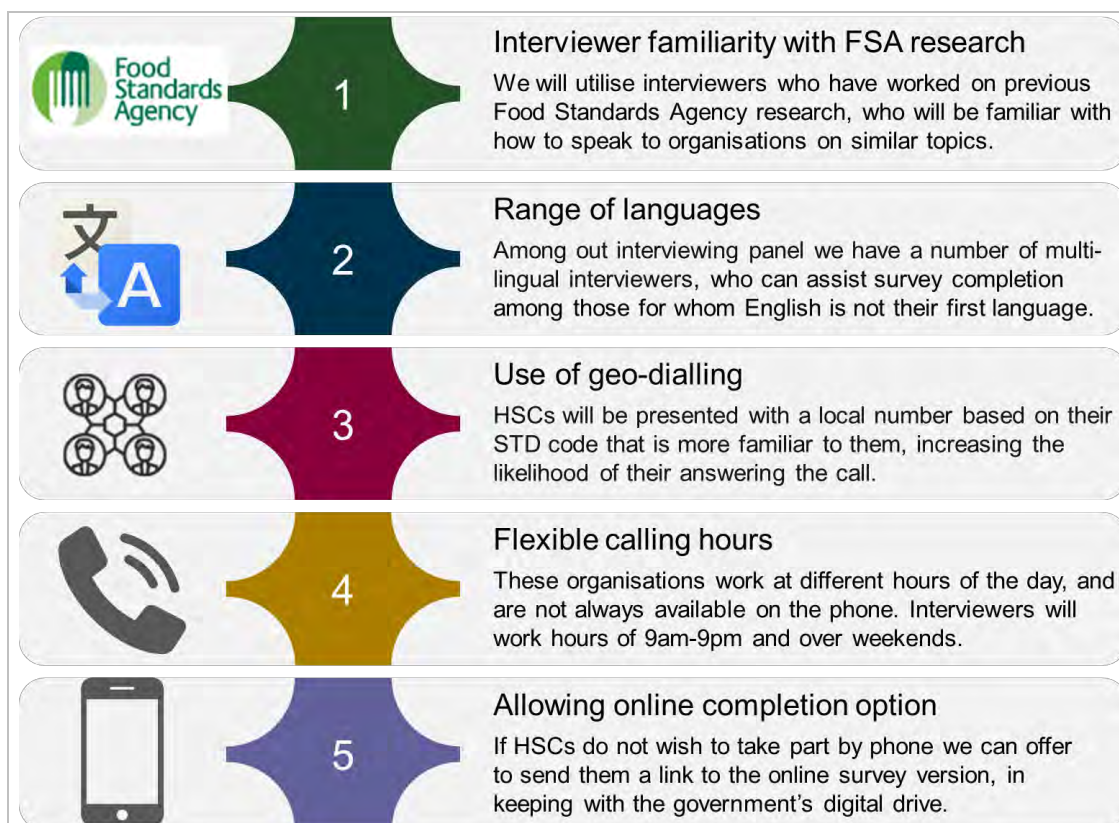 Food
Standards
Agency
1
Interviewer familiarity with FSA research
We will utilise interviewers who have worked on previous
Food Standards Agency research, who will be familiar with
how to speak to organisations on similar topics.
文
A
2
Range of languages
Among out interviewing panel we have a number of multi-
lingual interviewers, who can assist survey completion
among those for whom English is not their first language.
3
Use of geo-dialling
HSCs will be presented with a local number based on their
STD code that is more familiar to them, increasing the
likelihood of their answering the call.
4
Flexible calling hours
These organisations work at different hours of the day, and
are not always available on the phone. Interviewers will
work hours of 9am-9pm and over weekends.
5
Allowing online completion option
If HSCs do not wish to take part by phone we can offer
to send them a link to the online survey version, in
keeping with the government's digital drive.